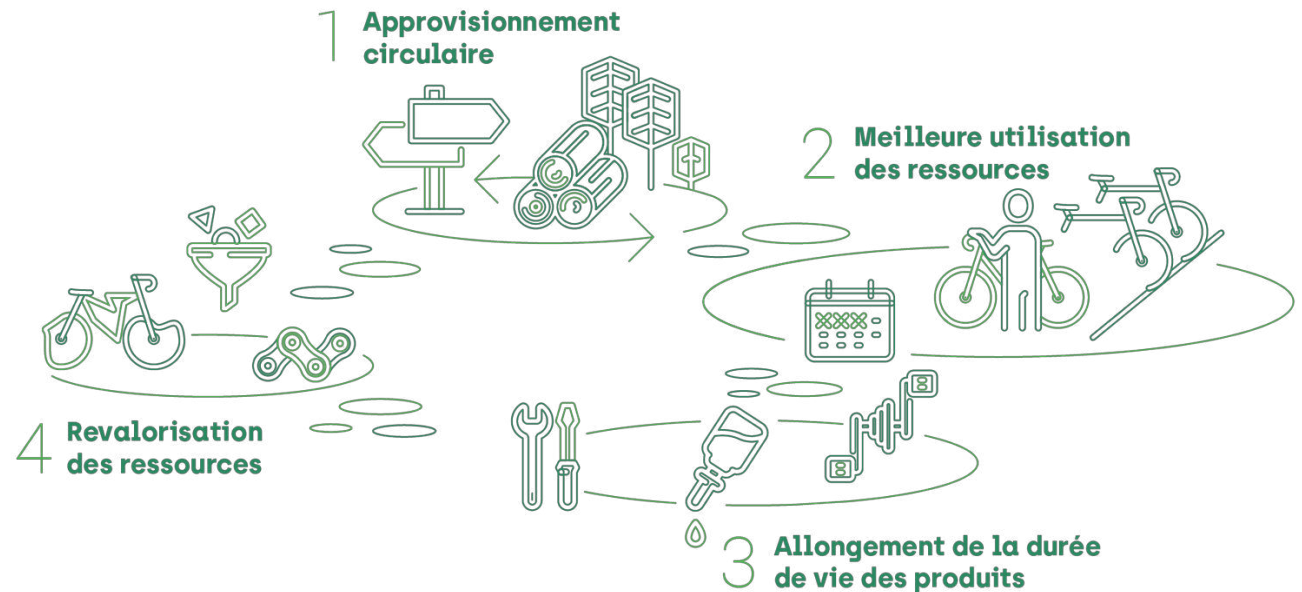 1 Approvisionnement
circulaire
2 Meilleure utilisation
des ressources
3 Allongement de la durée
de vie des produits
4 Revalorisation
des ressources